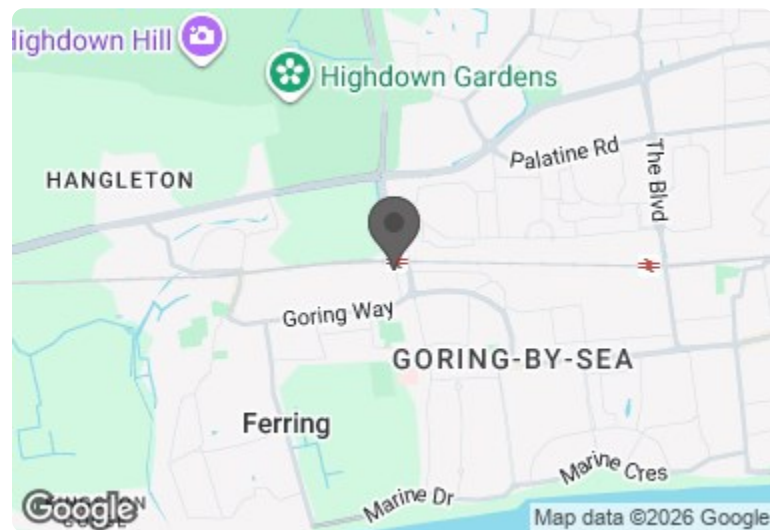 Highdown Hill
Highdown Gardens
Palatine Rd
The Blvd
HANGLETON
Goring Way
GORING-BY-SEA
Ferring
Marine Cres
Marine Dr
Google
Map data ©2026 Google